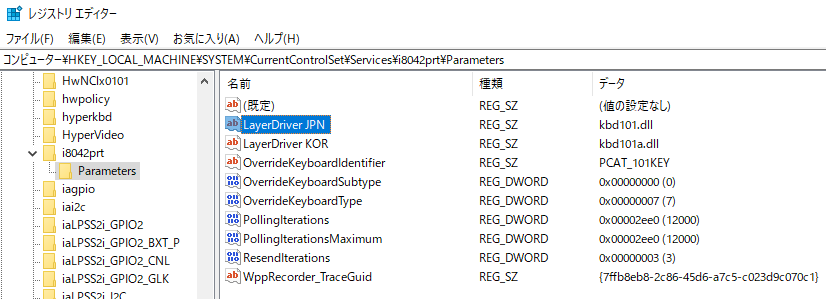 レジストリ エディター
ファイル(F) 編集(E) 表示(V) お気に入り(A) ヘルプ(H)
コンピューター¥HKEY_LOCAL_MACHINE¥SYSTEM¥CurrentControlSet¥Services¥i8042prt¥Parameters
HwNClx0101
hwpolicy
hyperkbd
HyperVideo
i8042prt
Parameters
iagpio
iai2c
iaLPSS2i_GPIO2
iaLPSS2i_GPIO2_BXT_P
iaLPSS2i_GPIO2_CNL
iaLPSS2i_GPIO2_GLK
iaLPSS2i_I2C
名前 種類 データ
(既定) REG_SZ (値の設定なし)
LayerDriver JPN REG_SZ kbd101.dll
LayerDriver KOR REG_SZ kbd101a.dll
OverrideKeyboardIdentifier REG_SZ PCAT_101KEY
OverrideKeyboardSubtype REG_DWORD 0x00000000 (0)
OverrideKeyboardType REG_DWORD 0x00000007 (7)
PollingIterations REG_DWORD 0x00002ee0 (12000)
PollingIterationsMaximum REG_DWORD 0x00002ee0 (12000)
ResendIterations REG_DWORD 0x00000003 (3)
WppRecorder_TraceGuid REG_SZ {7ffb8eb8-2c86-45d6-a7c5-c023d9c070c1}